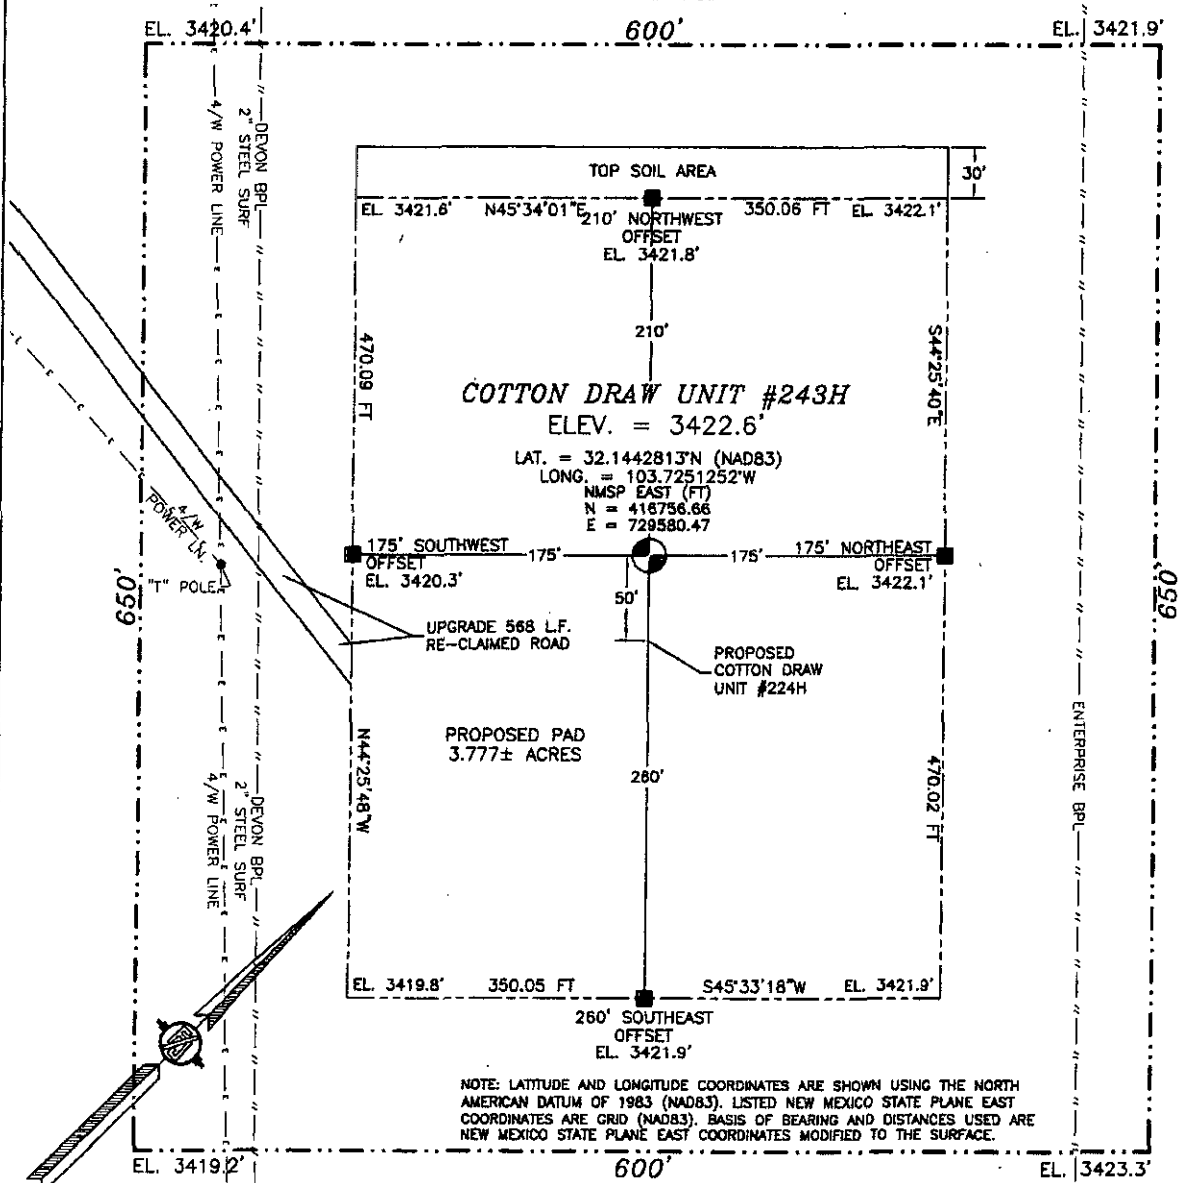 EL. 3420.4'
600'
EL. 3421.9'
4/W POWER LINE
2" STEEL SURF
DEVON BPL
TOP SOIL AREA
30'
EL. 3421.6'
N45°34'01"E
350.06 FT
EL. 3422.1'
210' NORTHWEST
OFFSET
EL. 3421.8'
210'
470.09 FT
S44°25'40"E
COTTON DRAW UNIT #243H
ELEV. = 3422.6'
LAT. = 32.1442813°N (NAD83)
LONG. = 103.7251252°W
NMSP EAST (FT)
N = 416756.66
E = 729580.47
4/W
POWER LN.
"T" POLE
175' SOUTHWEST
OFFSET
EL. 3420.3'
175'
175'
175' NORTHEAST
OFFSET
EL. 3422.1'
650'
650'
50'
UPGRADE 568 L.F.
RE-CLAIMED ROAD
PROPOSED
COTTON DRAW
UNIT #224H
PROPOSED PAD
3.777± ACRES
N44°25'48"W
260'
470.02 FT
ENTERPRISE BPL
4/W POWER LINE
2" STEEL SURF
DEVON BPL
EL. 3419.8'
350.05 FT
S45°33'18"W
EL. 3421.9'
260' SOUTHEAST
OFFSET
EL. 3421.9'
NOTE: LATITUDE AND LONGITUDE COORDINATES ARE SHOWN USING THE NORTH
AMERICAN DATUM OF 1983 (NAD83). LISTED NEW MEXICO STATE PLANE EAST
COORDINATES ARE GRID (NAD83). BASIS OF BEARING AND DISTANCES USED ARE
NEW MEXICO STATE PLANE EAST COORDINATES MODIFIED TO THE SURFACE.
EL. 3419.2'
600'
EL. 3423.3'